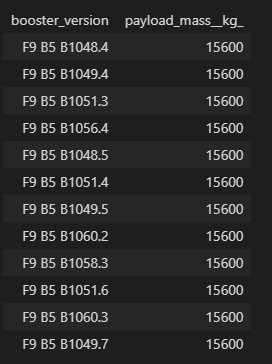 booster_version payload_mass__kg_
F9 B5 B1048.4 15600
F9 B5 B1049.4 15600
F9 B5 B1051.3 15600
F9 B5 B1056.4 15600
F9 B5 B1048.5 15600
F9 B5 B1051.4 15600
F9 B5 B1049.5 15600
F9 B5 B1060.2 15600
F9 B5 B1058.3 15600
F9 B5 B1051.6 15600
F9 B5 B1060.3 15600
F9 B5 B1049.7 15600